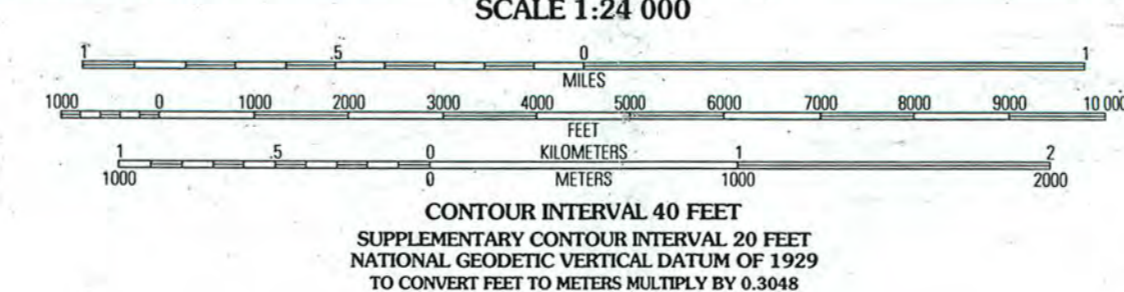 SCALE 1:24 000
1 .5 0 1
MILES
1000 0 1000 2000 3000 4000 5000 6000 7000 8000 9000 10 000
FEET
1 .5 0 KILOMETERS 1 2
1000 0 METERS 1000 2000
CONTOUR INTERVAL 40 FEET
SUPPLEMENTARY CONTOUR INTERVAL 20 FEET
NATIONAL GEODETIC VERTICAL DATUM OF 1929
TO CONVERT FEET TO METERS MULTIPLY BY 0.3048